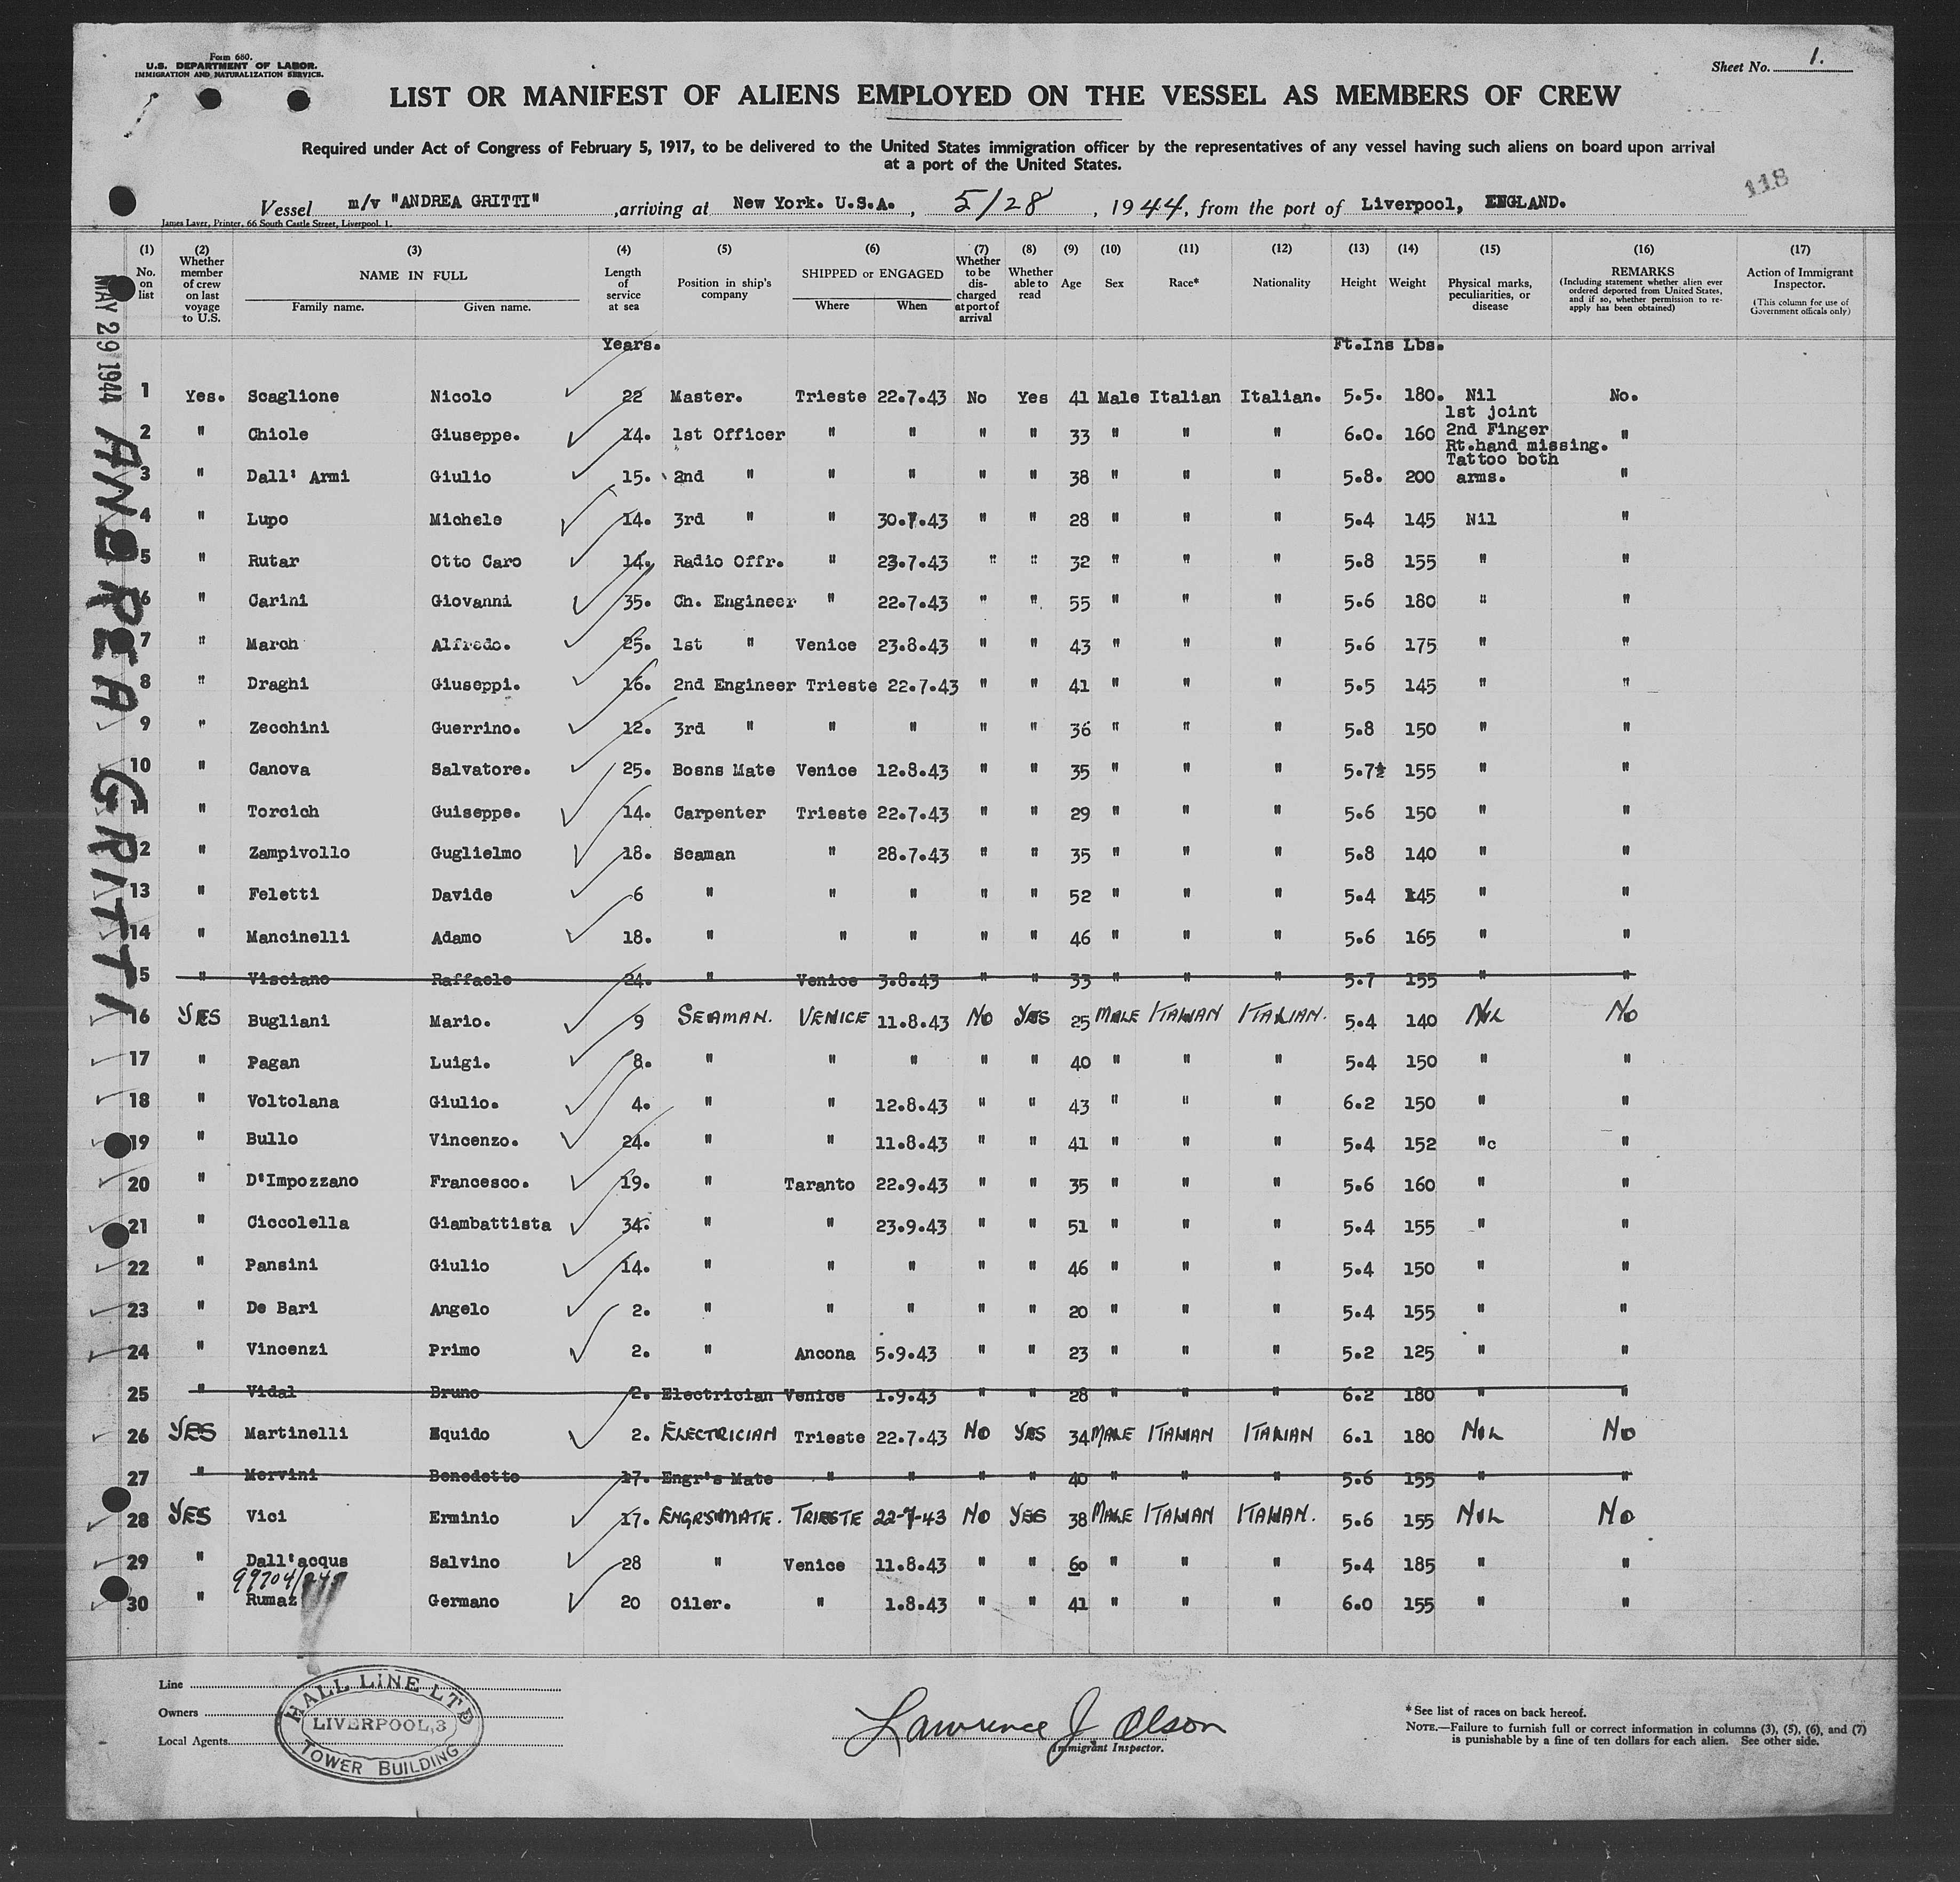 Form 680.
U.S. DEPARTMENT OF LABOR.
IMMIGRATION AND NATURALIZATION SERVICE.
Sheet No. 1.
LIST OR MANIFEST OF ALIENS EMPLOYED ON THE VESSEL AS MEMBERS OF CREW
Required under Act of Congress of February 5, 1917, to be delivered to the United States immigration officer by the representatives of any vessel having such aliens on board upon arrival
at a port of the United States.
118
Vessel m/v "ANDREA GRITTI" ,arriving at New York. U.S.A. , 5/28 , 1944, from the port of Liverpool, ENGLAND.
James Laver, Printer, 66 South Castle Street, Liverpool. 1.
MAY 29 1944
ANDREA GRITTI
(1) No. on list
(2) Whether member of crew on last voyage to U.S.
(3) NAME IN FULL Family name. Given name.
(4) Length of service at sea
(5) Position in ship's company
(6) SHIPPED or ENGAGED Where When
(7) Whether to be discharged at port of arrival
(8) Whether able to read
(9) Age
(10) Sex
(11) Race*
(12) Nationality
(13) Height
(14) Weight
(15) Physical marks, peculiarities, or disease
(16) REMARKS (Including statement whether alien ever ordered deported from United States, and if so, whether permission to re-apply has been obtained)
(17) Action of Immigrant Inspector. (This column for use of Government officals only)
Years. Ft.Ins Lbs.
1 Yes. Scaglione Nicolo 22 Master. Trieste 22.7.43 No Yes 41 Male Italian Italian. 5.5. 180. Nil No.
2 " Chiole Giuseppe. 14. 1st Officer " " " " 33 " " " 6.0. 160 1st joint 2nd Finger Rt.hand missing. "
3 " Dall' Armi Giulio 15. 2nd " " " " " 38 " " " 5.8. 200 Tattoo both arms. "
4 " Lupo Michele 14. 3rd " " 30.7.43 " " 28 " " " 5.4 145 Nil "
5 " Rutar Otto Caro 14. Radio Offr. " 23.7.43 " " 32 " " " 5.8 155 " "
6 " Carini Giovanni 35. Ch. Engineer " 22.7.43 " " 55 " " " 5.6 180 " "
7 " March Alfredo. 25. 1st " Venice 23.8.43 " " 43 " " " 5.6 175 " "
8 " Draghi Giuseppi. 16. 2nd Engineer Trieste 22.7.43 " " 41 " " " 5.5 145 " "
9 " Zecchini Guerrino. 12. 3rd " " " " " 36 " " " 5.8 150 " "
10 " Canova Salvatore. 25. Bosns Mate Venice 12.8.43 " " 35 " " " 5.7½ 155 " "
" Torcich Guiseppe. 14. Carpenter Trieste 22.7.43 " " 29 " " " 5.6 150 " "
2 " Zampivollo Guglielmo 18. Seaman " 28.7.43 " " 35 " " " 5.8 140 " "
13 " Feletti Davide 6 " " " " " 52 " " " 5.4 145 " "
14 " Mancinelli Adamo 18. " " " " " 46 " " " 5.6 165 " "
5 " Visciano Raffaele 24. " Venice 3.8.43 " " 33 " " " 5.7 155 " "
16 YES Bugliani Mario. 9 SEAMAN. VENICE 11.8.43 NO YES 25 MALE ITALIAN ITALIAN. 5.4 140 NIL NO
17 " Pagan Luigi. 8. " " " " " 40 " " " 5.4 150 " "
18 " Voltolana Giulio. 4. " " 12.8.43 " " 43 " " " 6.2 150 " "
19 " Bullo Vincenzo. 24. " " 11.8.43 " " 41 " " " 5.4 152 "c "
20 " D'Impozzano Francesco. 19. " Taranto 22.9.43 " " 35 " " " 5.6 160 " "
21 " Ciccolella Giambattista 34. " " 23.9.43 " " 51 " " " 5.4 155 " "
22 " Pansini Giulio 14. " " " " " 46 " " " 5.4 150 " "
23 " De Bari Angelo 2. " " " " " 20 " " " 5.4 155 " "
24 " Vincenzi Primo 2. " Ancona 5.9.43 " " 23 " " " 5.2 125 " "
25 " Vidal Bruno 2. Electrician Venice 1.9.43 " " 28 " " " 6.2 180 " "
26 YES Martinelli Equido 2. ELECTRICIAN Trieste 22.7.43 NO YES 34 MALE ITALIAN ITALIAN 6.1 180 NIL NO
27 " Mervini Benedetto 17. Engr's Mate " " " " 40 " " " 5.6 155 " "
28 YES Vici Erminio 17. ENGRS MATE. TRIESTE 22-7-43 NO YES 38 MALE ITALIAN ITALIAN. 5.6 155 NIL NO
29 " Dall'acqus Salvino 28 " Venice 11.8.43 " " 60 " " " 5.4 185 " "
99704/
30 " Rumaz Germano 20 Oiler. " 1.8.43 " " 41 " " " 6.0 155 " "
Line
Owners
Local Agents
HALL LINE LTD
LIVERPOOL,3
TOWER BUILDING
Lawrence J. Olson
Immigrant Inspector.
* See list of races on back hereof.
NOTE.—Failure to furnish full or correct information in columns (3), (5), (6), and (7)
is punishable by a fine of ten dollars for each alien. See other side.